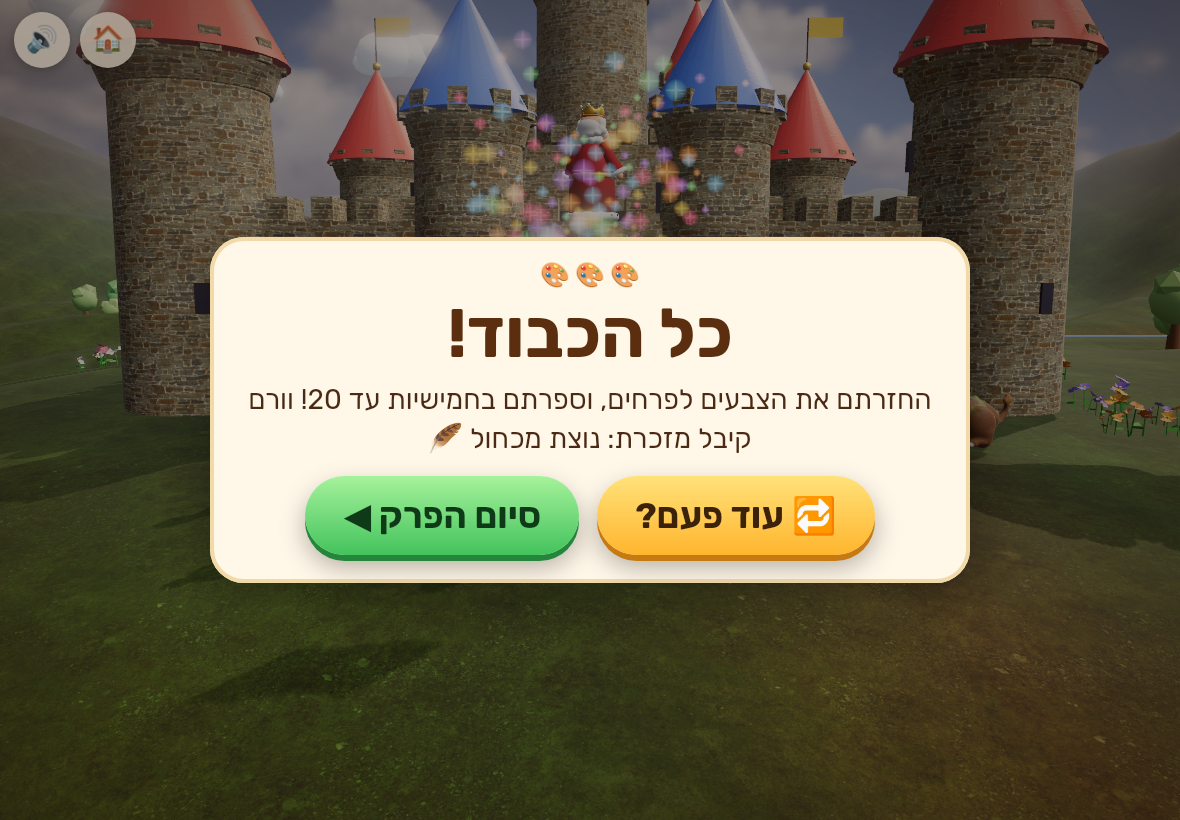 כל הכבוד!
החזרתם את הצבעים לפרחים, וספרתם בחמישיות עד 20! וורם
קיבל מזכרת: נוצת מכחול
עוד פעם?
סיום הפרק